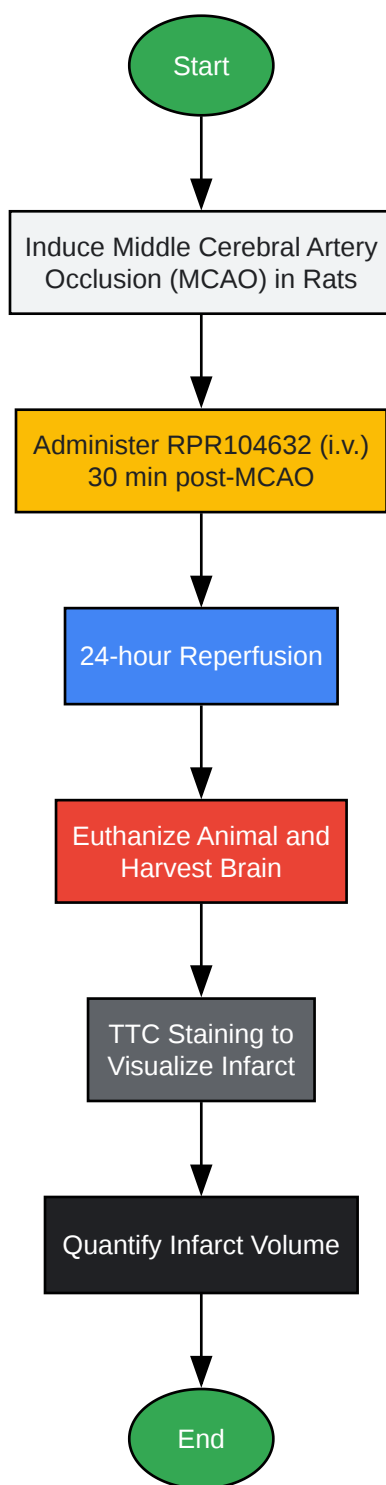 Start
Induce Middle Cerebral Artery
Occlusion (MCAO) in Rats
Administer RPR104632 (i.v.)
30 min post-MCAO
24-hour Reperfusion
Euthanize Animal and
Harvest Brain
TTC Staining to
Visualize Infarct
Quantify Infarct Volume
End